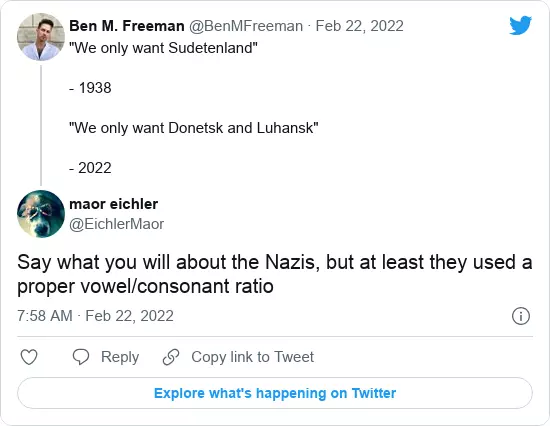 Ben M. Freeman @BenMFreeman · Feb 22, 2022
"We only want Sudetenland"
- 1938
"We only want Donetsk and Luhansk"
- 2022
maor eichler
@EichlerMaor
Say what you will about the Nazis, but at least they used a
proper vowel/consonant ratio
7:58 AM · Feb 22, 2022
Reply
Copy link to Tweet
Explore what's happening on Twitter